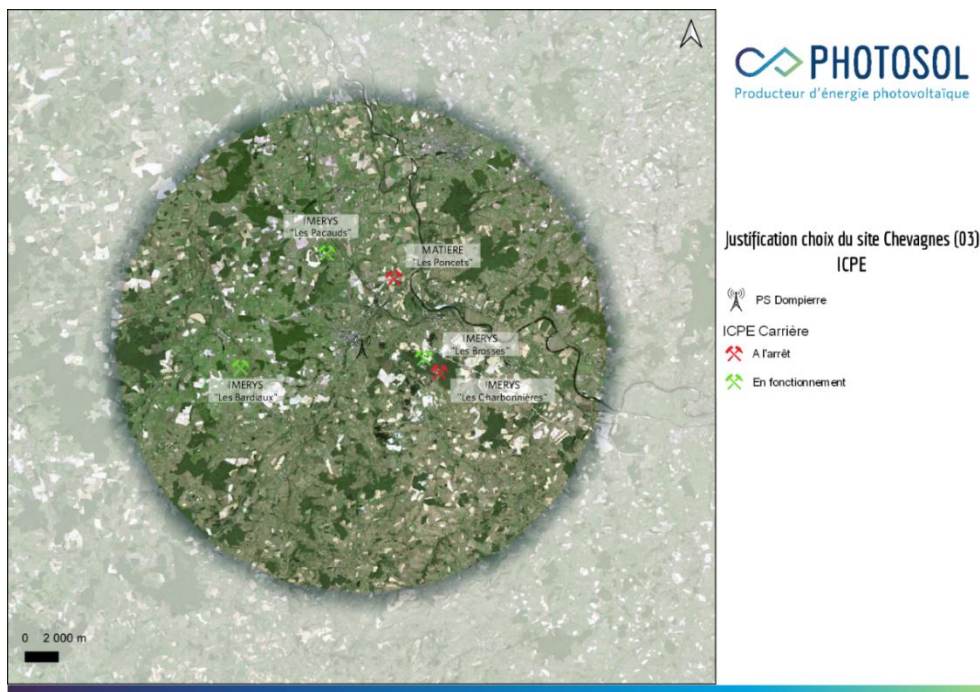 PHOTOSOL
Producteur d'énergie photovoltaïque
IMERYS
"Les Pacauds"
MATIERE
"Les Poncets"
IMERYS
"Les Brosses"
IMERYS
"Les Bardiaux"
IMERYS
"Les Charbonnières"
0 2 000 m
Justification choix du site Chevagnes (03)
ICPE
PS Dompierre
ICPE Carrière
A l'arrêt
En fonctionnement